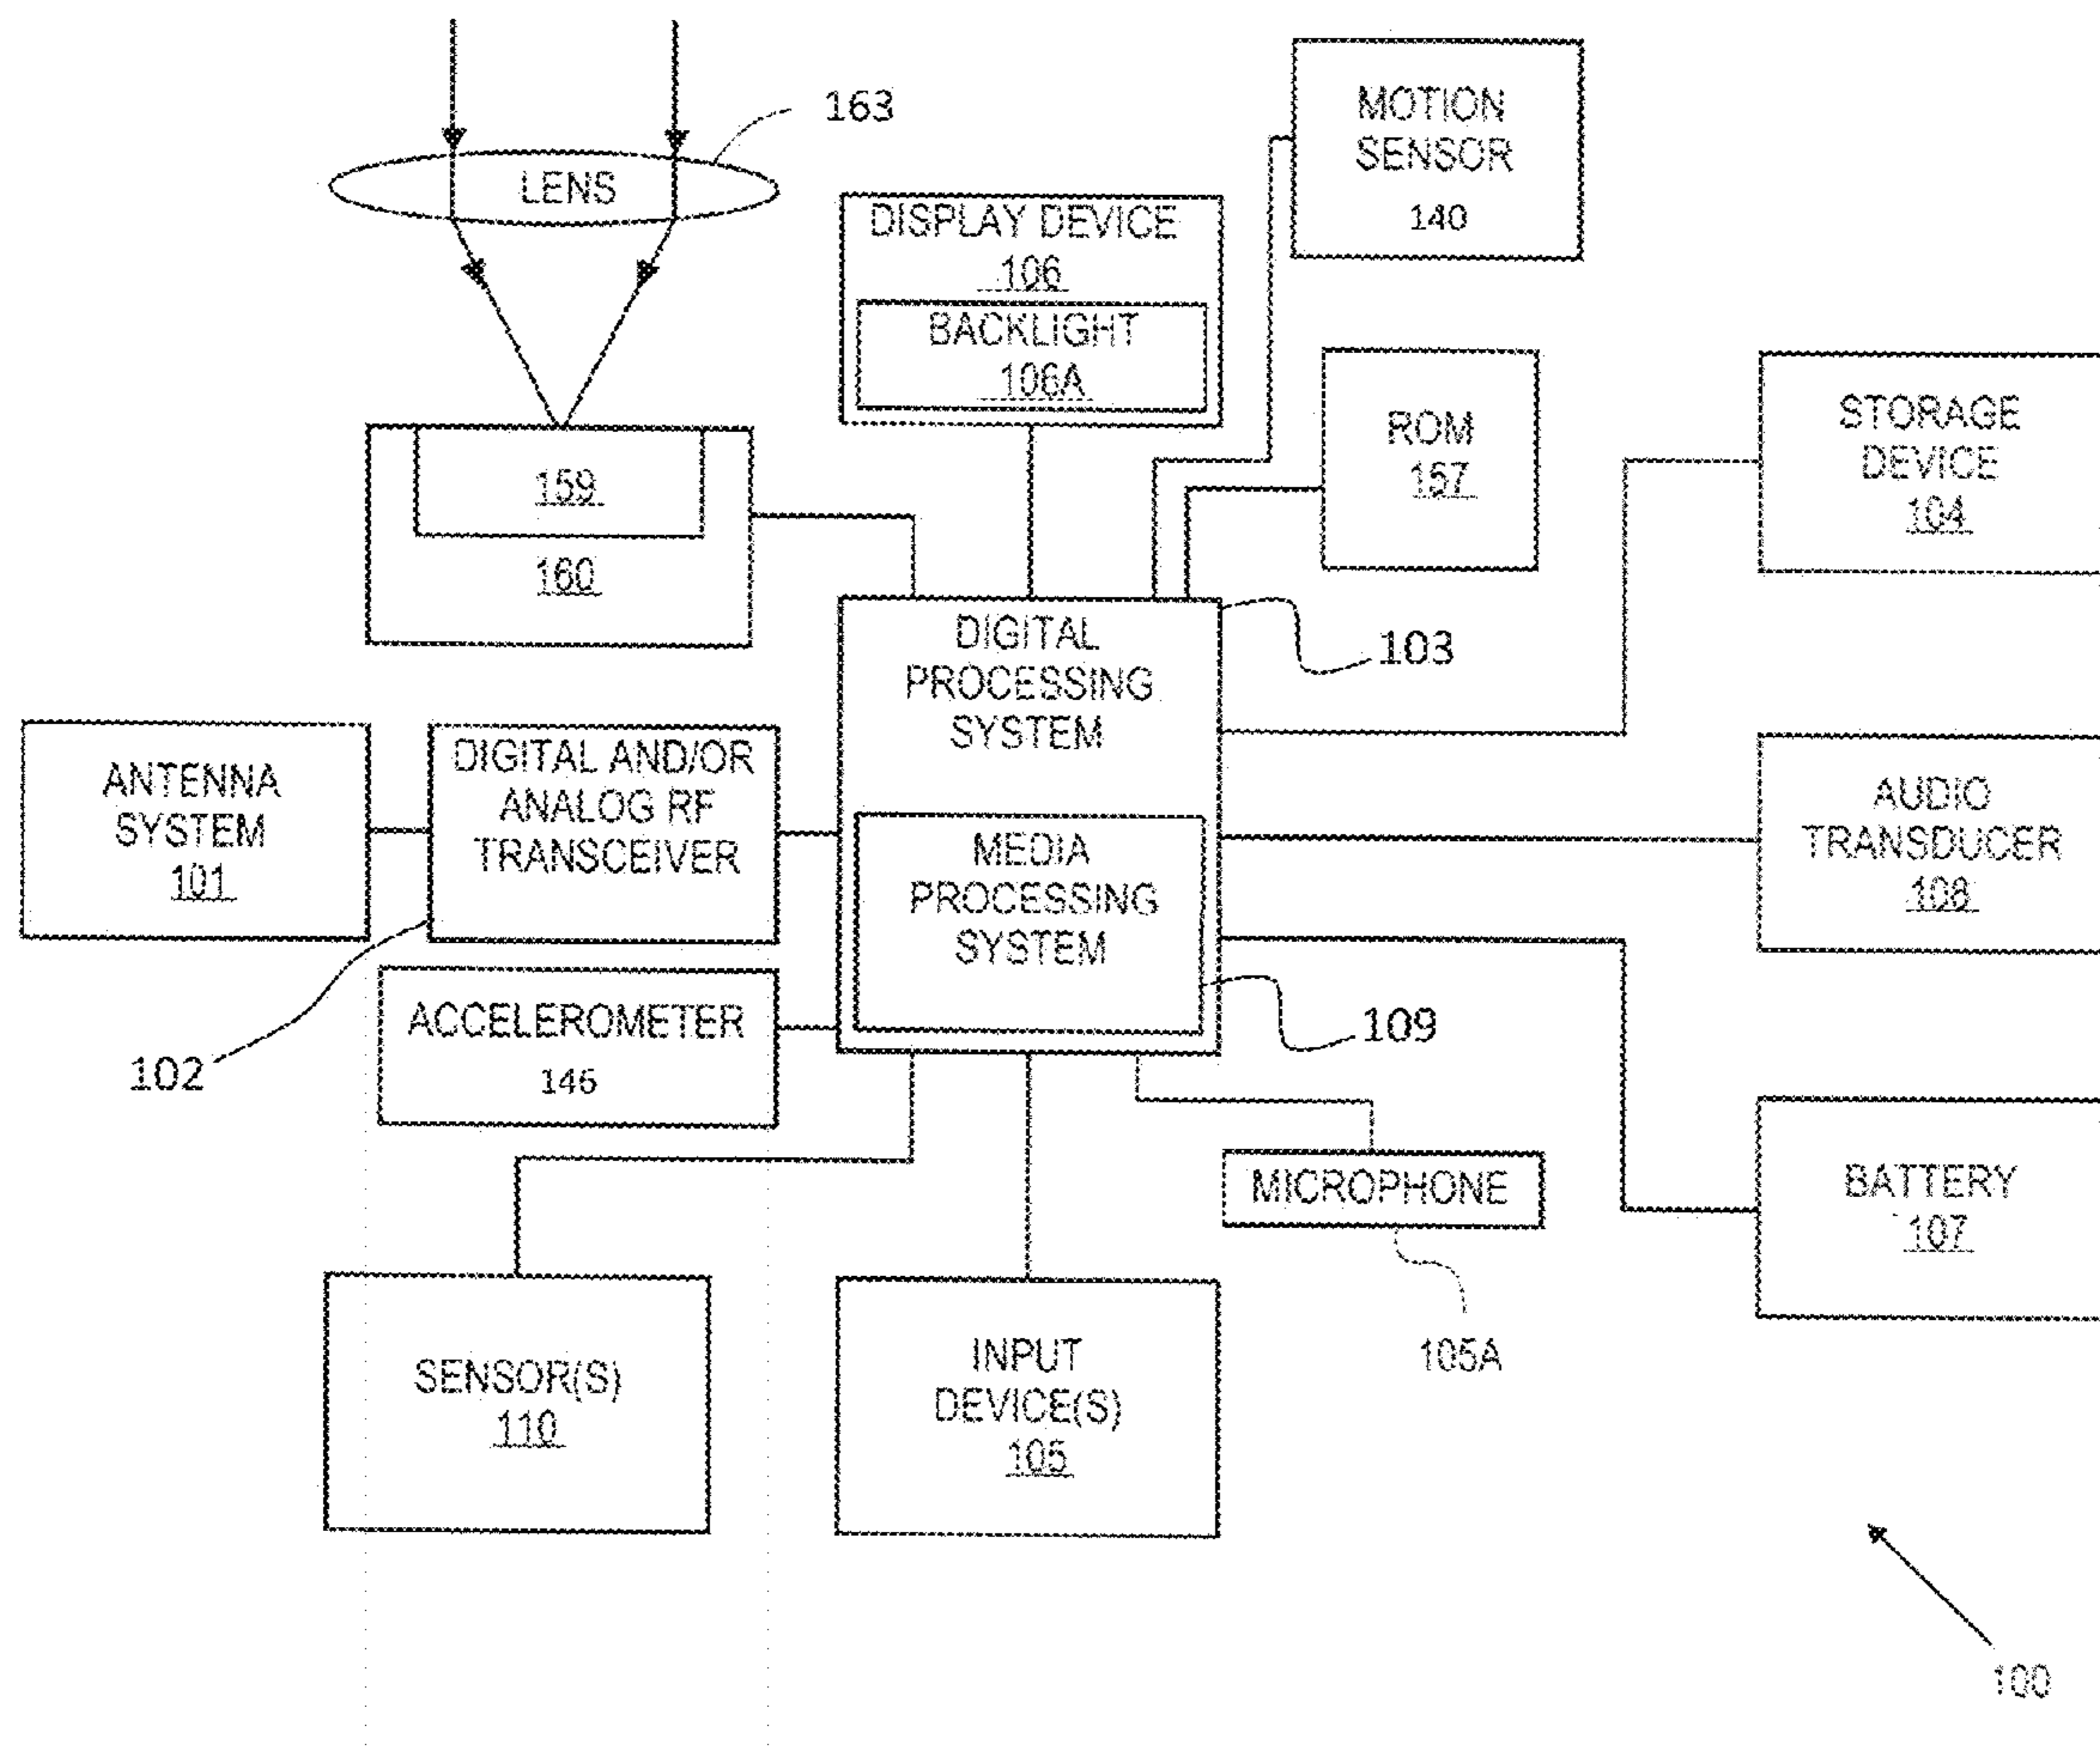 163
LENS
MOTION
SENSOR
140
DISPLAY DEVICE
106
BACKLIGHT
106A
ROM
157
STORAGE
DEVICE
104
159
160
DIGITAL
PROCESSING
SYSTEM
103
ANTENNA
SYSTEM
101
DIGITAL AND/OR
ANALOG RF
TRANSCEIVER
102
AUDIO
TRANSDUCER
108
MEDIA
PROCESSING
SYSTEM
109
ACCELEROMETER
146
MICROPHONE
105A
BATTERY
107
SENSOR(S)
110
INPUT
DEVICE(S)
105
100